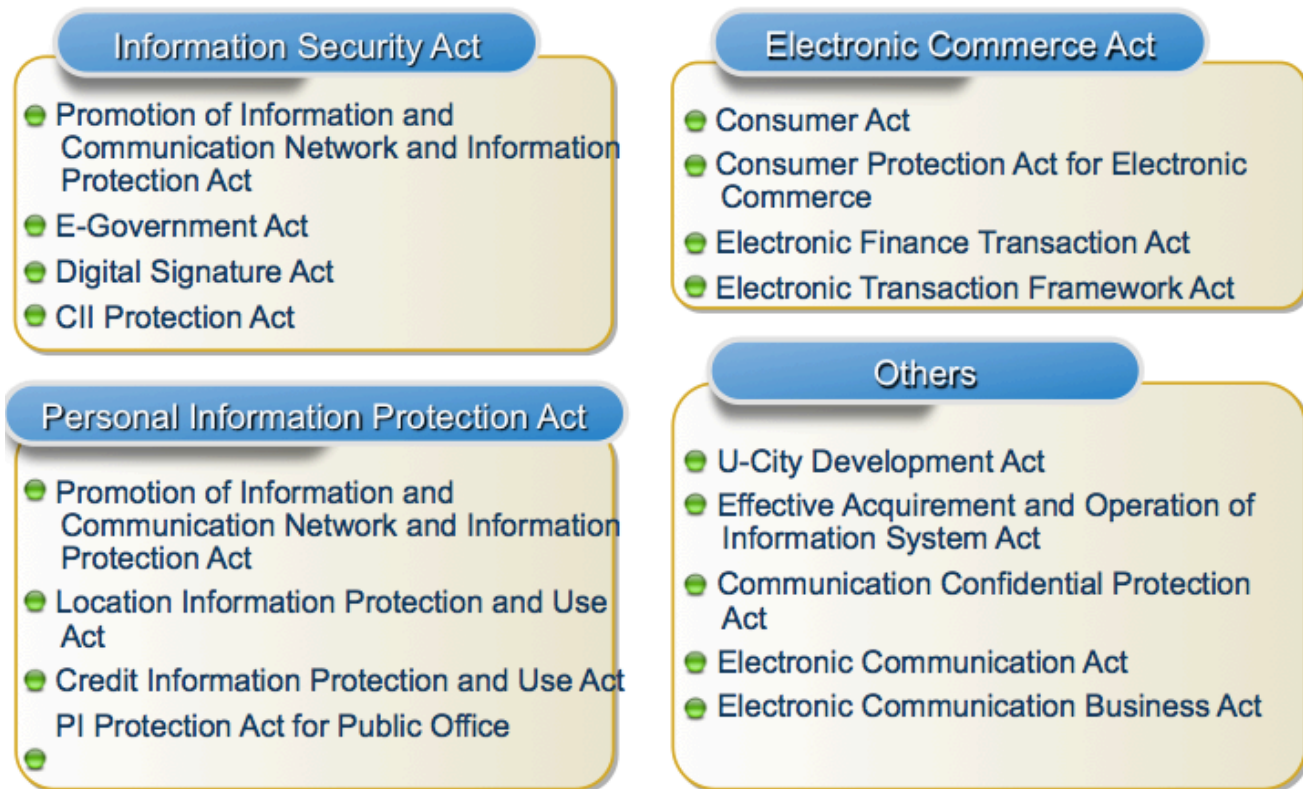 Information Security Act
Promotion of Information and
Communication Network and Information
Protection Act
E-Government Act
Digital Signature Act
CII Protection Act
Electronic Commerce Act
Consumer Act
Consumer Protection Act for Electronic
Commerce
Electronic Finance Transaction Act
Electronic Transaction Framework Act
Personal Information Protection Act
Promotion of Information and
Communication Network and Information
Protection Act
Location Information Protection and Use
Act
Credit Information Protection and Use Act
PI Protection Act for Public Office
Others
U-City Development Act
Effective Acquirement and Operation of
Information System Act
Communication Confidential Protection
Act
Electronic Communication Act
Electronic Communication Business Act